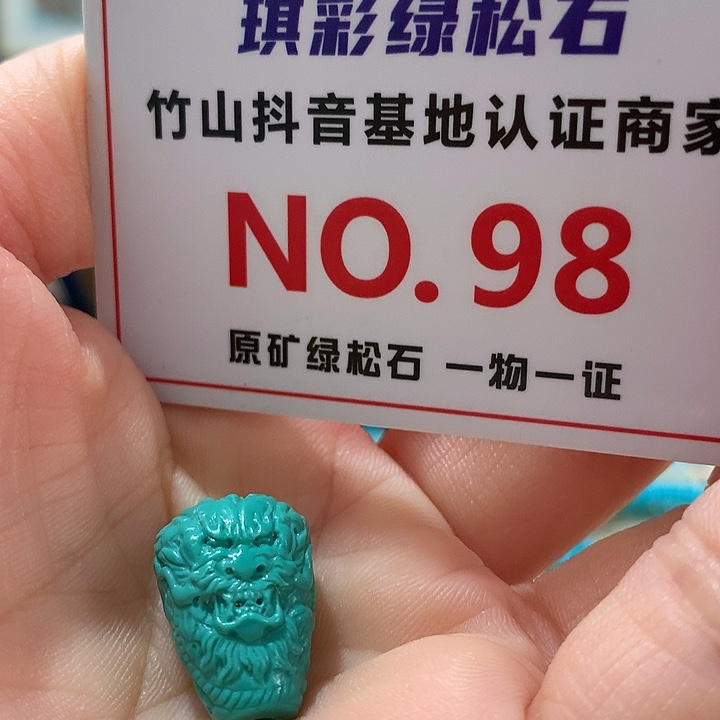 琪彩绿松石
竹山抖音基地认证商家
NO.98
原矿绿松石 一物一证